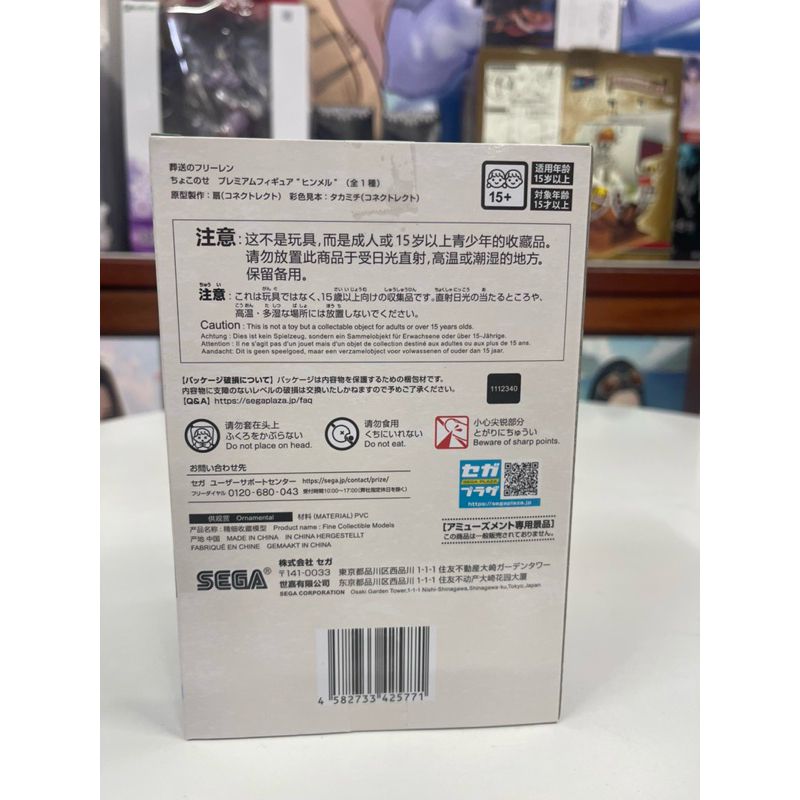 葬送のフリーレン
ちょこのせ プレミアムフィギュア"ヒンメル"(全1種)
原型製作:扇(コネクトレクト) 彩色見本:タカミチ(コネクトレクト)
15+
适用年龄
15岁以上
対象年齢
15才以上
注意:这不是玩具,而是成人或15岁以上青少年的收藏品。
请勿放置此商品于受日光直射,高温或潮湿的地方。
保留备用。
注意:これは玩具ではなく、15歳以上向けの収集品です。直射日光の当たるところや、
高温・多湿な場所には放置しないでください。
Caution : This is not a toy but a collectable object for adults or over 15 years olds.
Achtung : Dies ist kein Spielzeug, sondern ein Sammelobjekt für Erwachsene oder über 15-Jährige.
Attention : Il ne s'agit pas d'un jouet mais d'un objet de collection destiné aux adultes ou aux plus de 15 ans.
Aandacht: Dit is geen speelgoed, maar een verzamelobject voor volwassenen of ouder dan 15 jaar.
【パッケージ破損について】パッケージは内容物を保護するための梱包材です。
内容物に支障のないレベルの破損は交換いたしかねますので予めご了承ください。
【Q&A】https://segaplaza.jp/faq
1112340
请勿套在头上
ふくろをかぶらない
Do not place on head.
请勿食用
くちにいれない
Do not eat.
小心尖锐部分
とがりにちゅうい
Beware of sharp points.
お問い合わせ先
セガ ユーザーサポートセンター https://sega.jp/contact/prize/
フリーダイヤル 0120-680-043 受付時間10:00~17:00(弊社指定休日を除く)
セガ
SEGA PLAZA
プラザ
https://segaplaza.jp/
供欣赏 Ornamental 材料 (MATERIAL) PVC
产品名称:精细收藏模型 Product name : Fine Collectible Models
产地 中国 MADE IN CHINA IN CHINA HERGESTELLT
FABRIQUÉ EN CHINE GEMAAKT IN CHINA
【アミューズメント専用景品】
この商品は一般販売されておりません。
SEGA®
株式会社 セガ
〒141-0033 東京都品川区西品川 1-1-1 住友不動産大崎ガーデンタワー
世嘉有限公司 东京都品川区西品川 1-1-1 住友不动产大崎花园大厦
SEGA CORPORATION Osaki Garden Tower,1-1-1 Nishi-Shinagawa,Shinagawa-ku,Tokyo,Japan
4 582733 425771